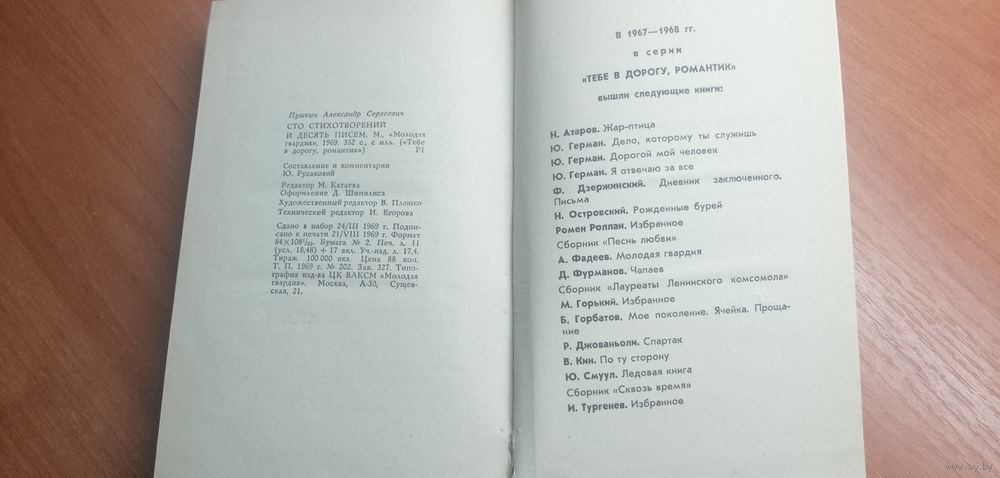 Пушкин Александр Сергеевич
СТО СТИХОТВОРЕНИЙ
И ДЕСЯТЬ ПИСЕМ. М., «Молодая
гвардия», 1969. 352 с., с илл. («Тебе
в дорогу, романтик») Р1
Составление и комментарии
Ю. Русаковой
Редактор М. Катаева
Оформление Д. Шимилиса
Художественный редактор В. Плешко
Технический редактор И. Егорова
Сдано в набор 24/III 1969 г. Подпи-
сано к печати 21/VIII 1969 г. Формат
84×108 1/32. Бумага № 2. Печ. л. 11
(усл. 18,48) + 17 вкл. Уч.-изд. л. 17,4.
Тираж 100 000 экз. Цена 88 коп.
Т. П. 1969 г. № 202. Зак. 327. Типо-
графия изд-ва ЦК ВЛКСМ «Молодая
гвардия». Москва, А-30, Сущев-
ская, 21.
В 1967—1968 гг.
в серии
«ТЕБЕ В ДОРОГУ, РОМАНТИК»
вышли следующие книги:
Н. Атаров. Жар-птица
Ю. Герман. Дело, которому ты служишь
Ю. Герман. Дорогой мой человек
Ю. Герман. Я отвечаю за все
Ф. Дзержинский. Дневник заключенного.
Письма
Н. Островский. Рожденные бурей
Ромен Роллан. Избранное
Сборник «Песнь любви»
А. Фадеев. Молодая гвардия
Д. Фурманов. Чапаев
Сборник «Лауреаты Ленинского комсомола»
М. Горький. Избранное
Б. Горбатов. Мое поколение. Ячейка. Проща-
ние
Р. Джованьоли. Спартак
В. Кин. По ту сторону
Ю. Смуул. Ледовая книга
Сборник «Сквозь время»
И. Тургенев. Избранное
www.ay.by